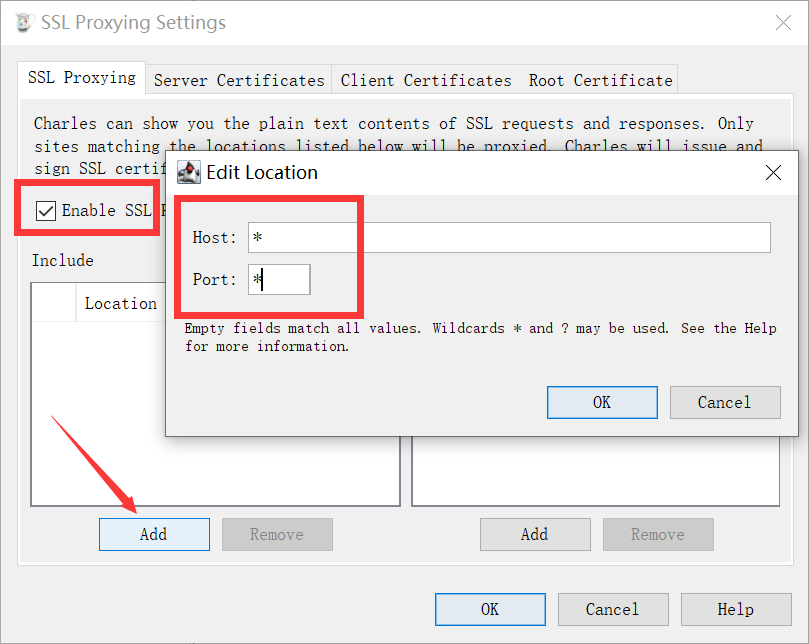 SSL Proxying Settings
SSL Proxying
Server Certificates
Client Certificates
Root Certificate
Charles can show you the plain text contents of SSL requests and responses. Only
sites matching the locations listed below will be proxied. Charles will issue and
sign SSL certif
Edit Location
Enable SSL
Host: *
Port: *
Include
Location
Empty fields match all values. Wildcards * and ? may be used. See the Help
for more information.
OK
Cancel
Add
Remove
Add
Remove
OK
Cancel
Help